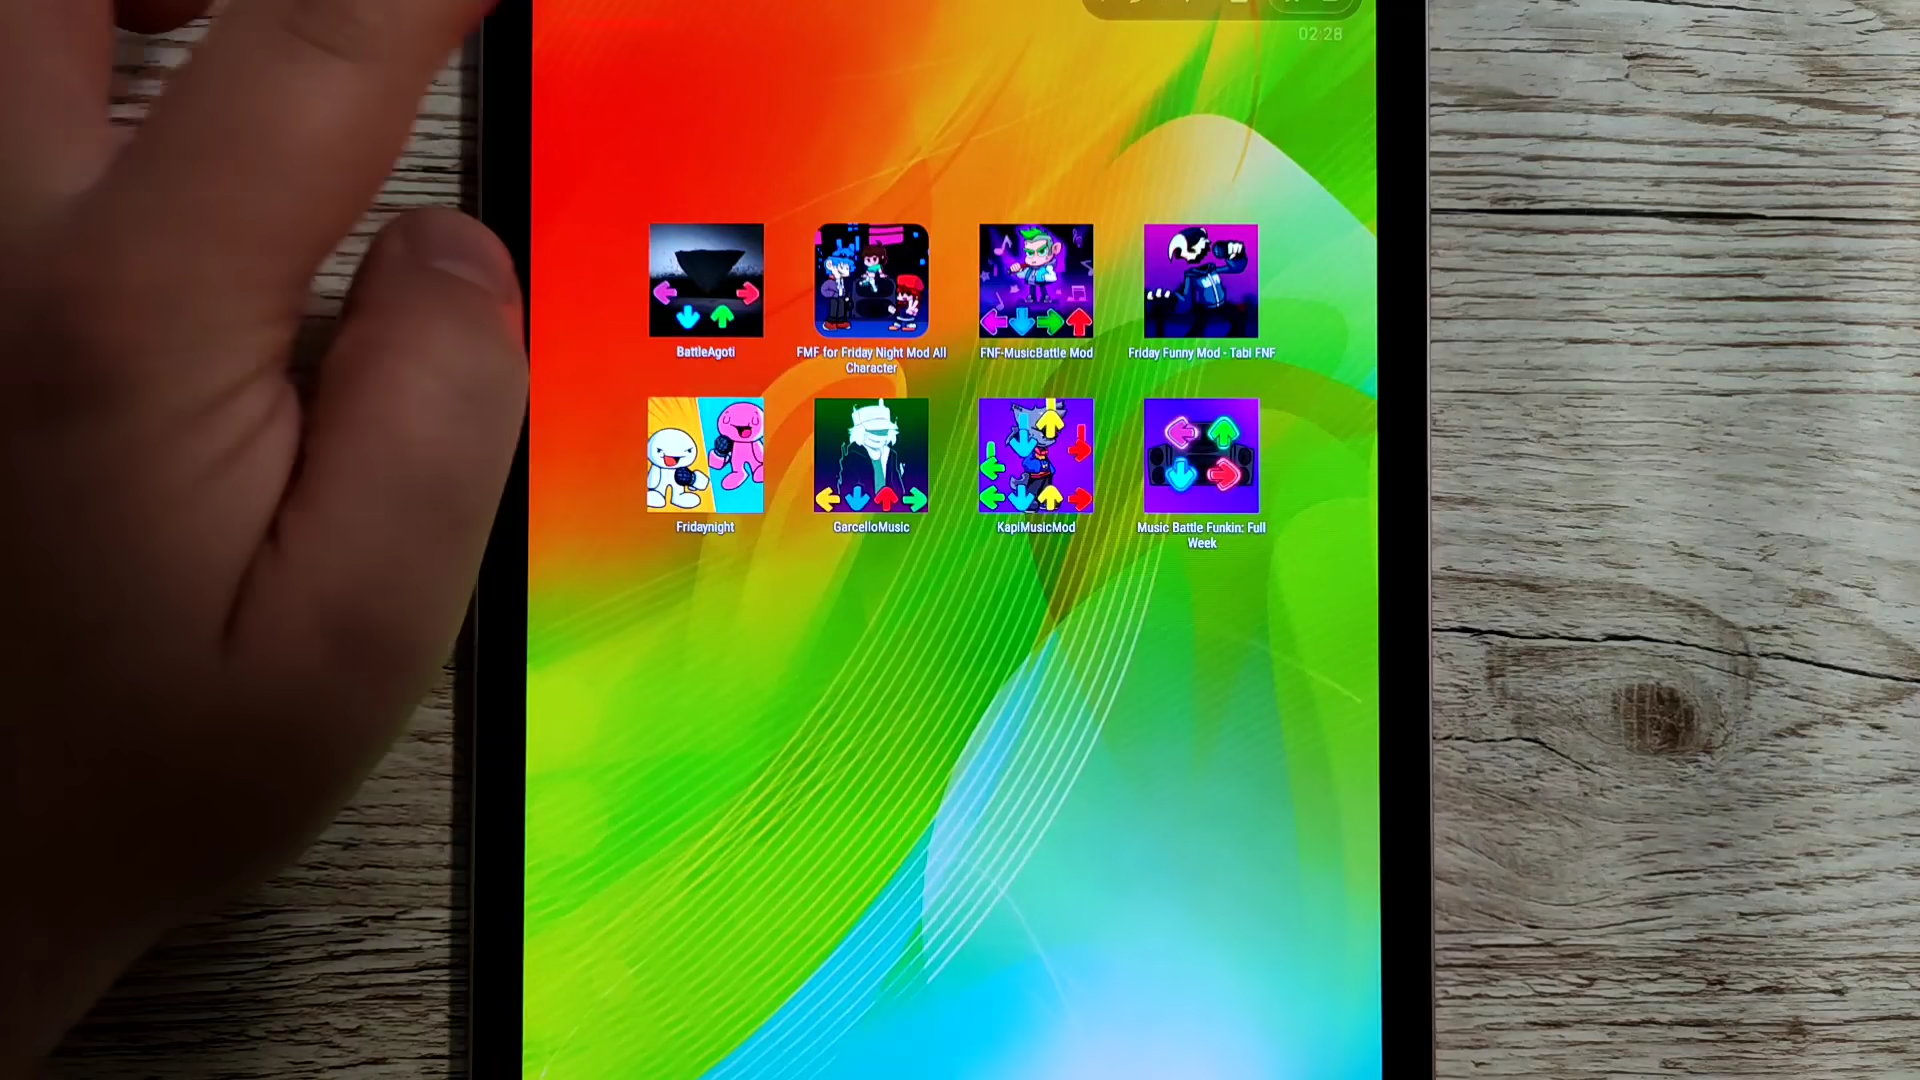 02:28
BattleAgoti
FMF for Friday Night Mod All
Character
FNF-MusicBattle Mod
Friday Funny Mod - Tabi FNF
Fridaynight
GarcelloMusic
KapiMusicMod
Music Battle Funkin: Full
Week